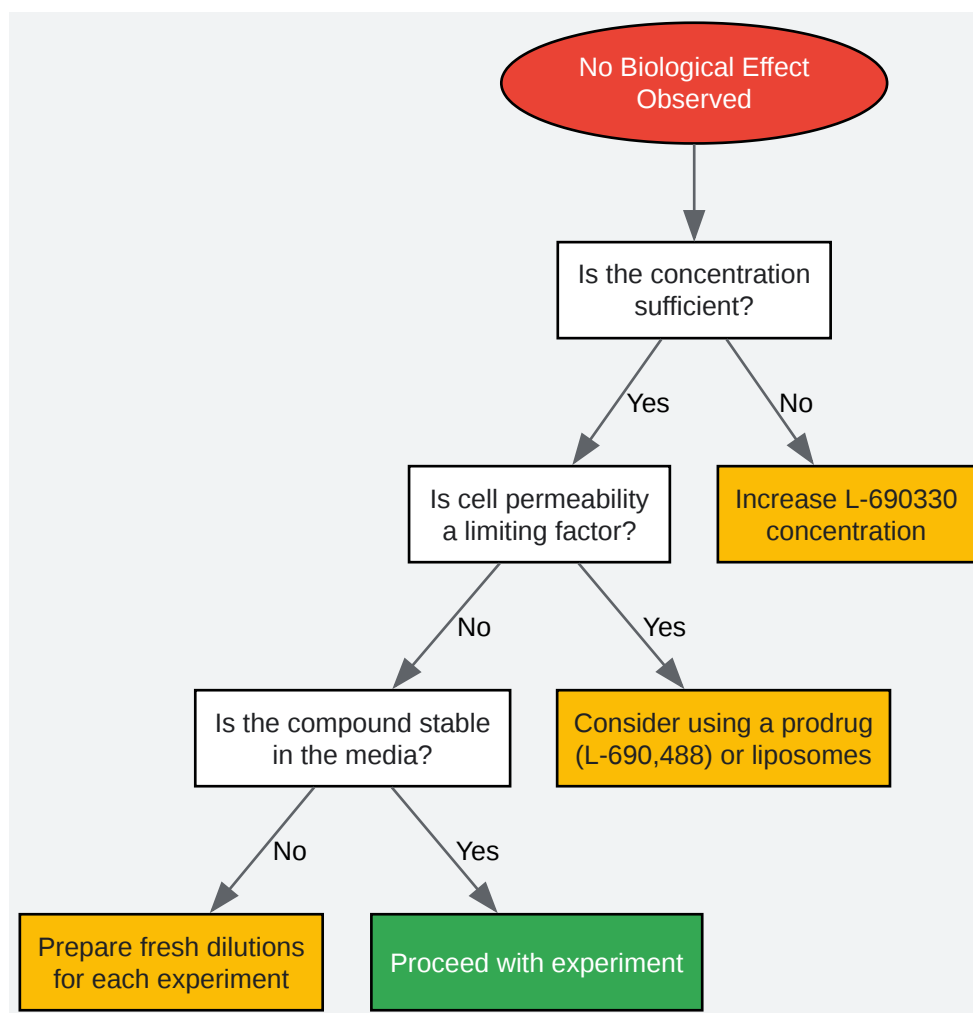 No Biological Effect
Observed
Is the concentration
sufficient?
Yes
No
Is cell permeability
a limiting factor?
Increase L-690330
concentration
No
Yes
Is the compound stable
in the media?
Consider using a prodrug
(L-690,488) or liposomes
No
Yes
Prepare fresh dilutions
for each experiment
Proceed with experiment